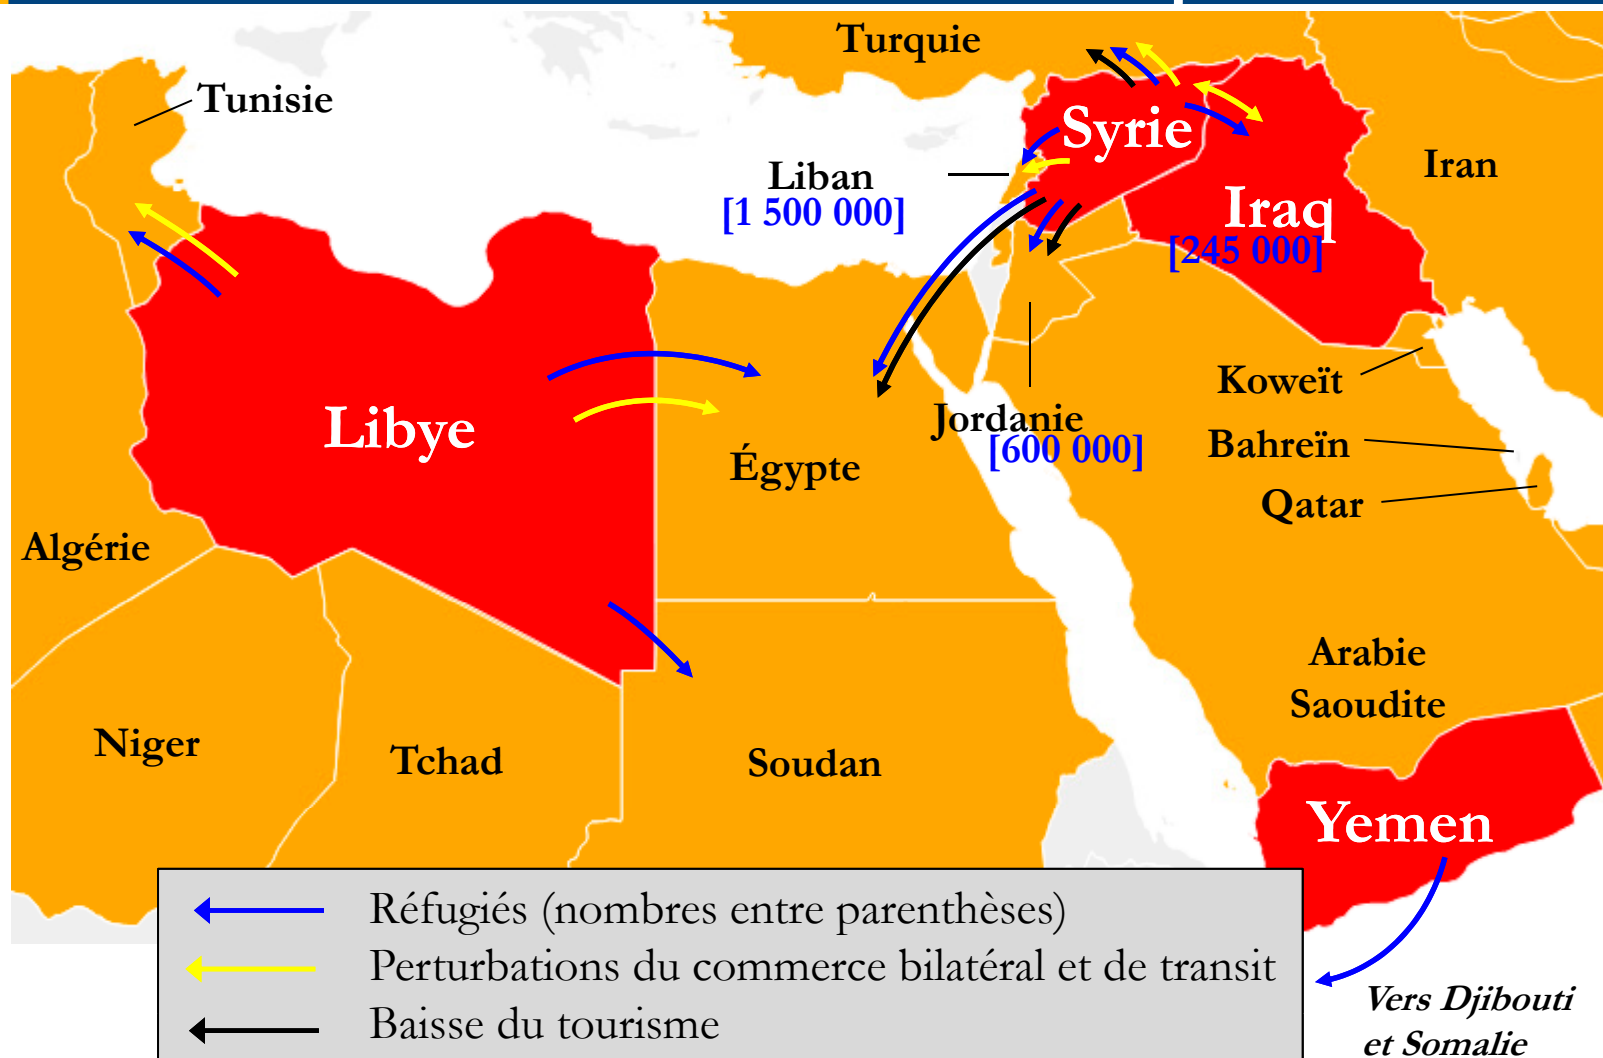 Turquie
Tunisie
Syrie
Iran
Liban
[1 500 000]
Iraq
[245 000]
Koweït
Libye
Jordanie
[600 000]
Bahreïn
Égypte
Qatar
Algérie
Arabie
Saoudite
Niger
Tchad
Soudan
Yemen
Réfugiés (nombres entre parenthèses)
Perturbations du commerce bilatéral et de transit
Baisse du tourisme
Vers Djibouti
et Somalie